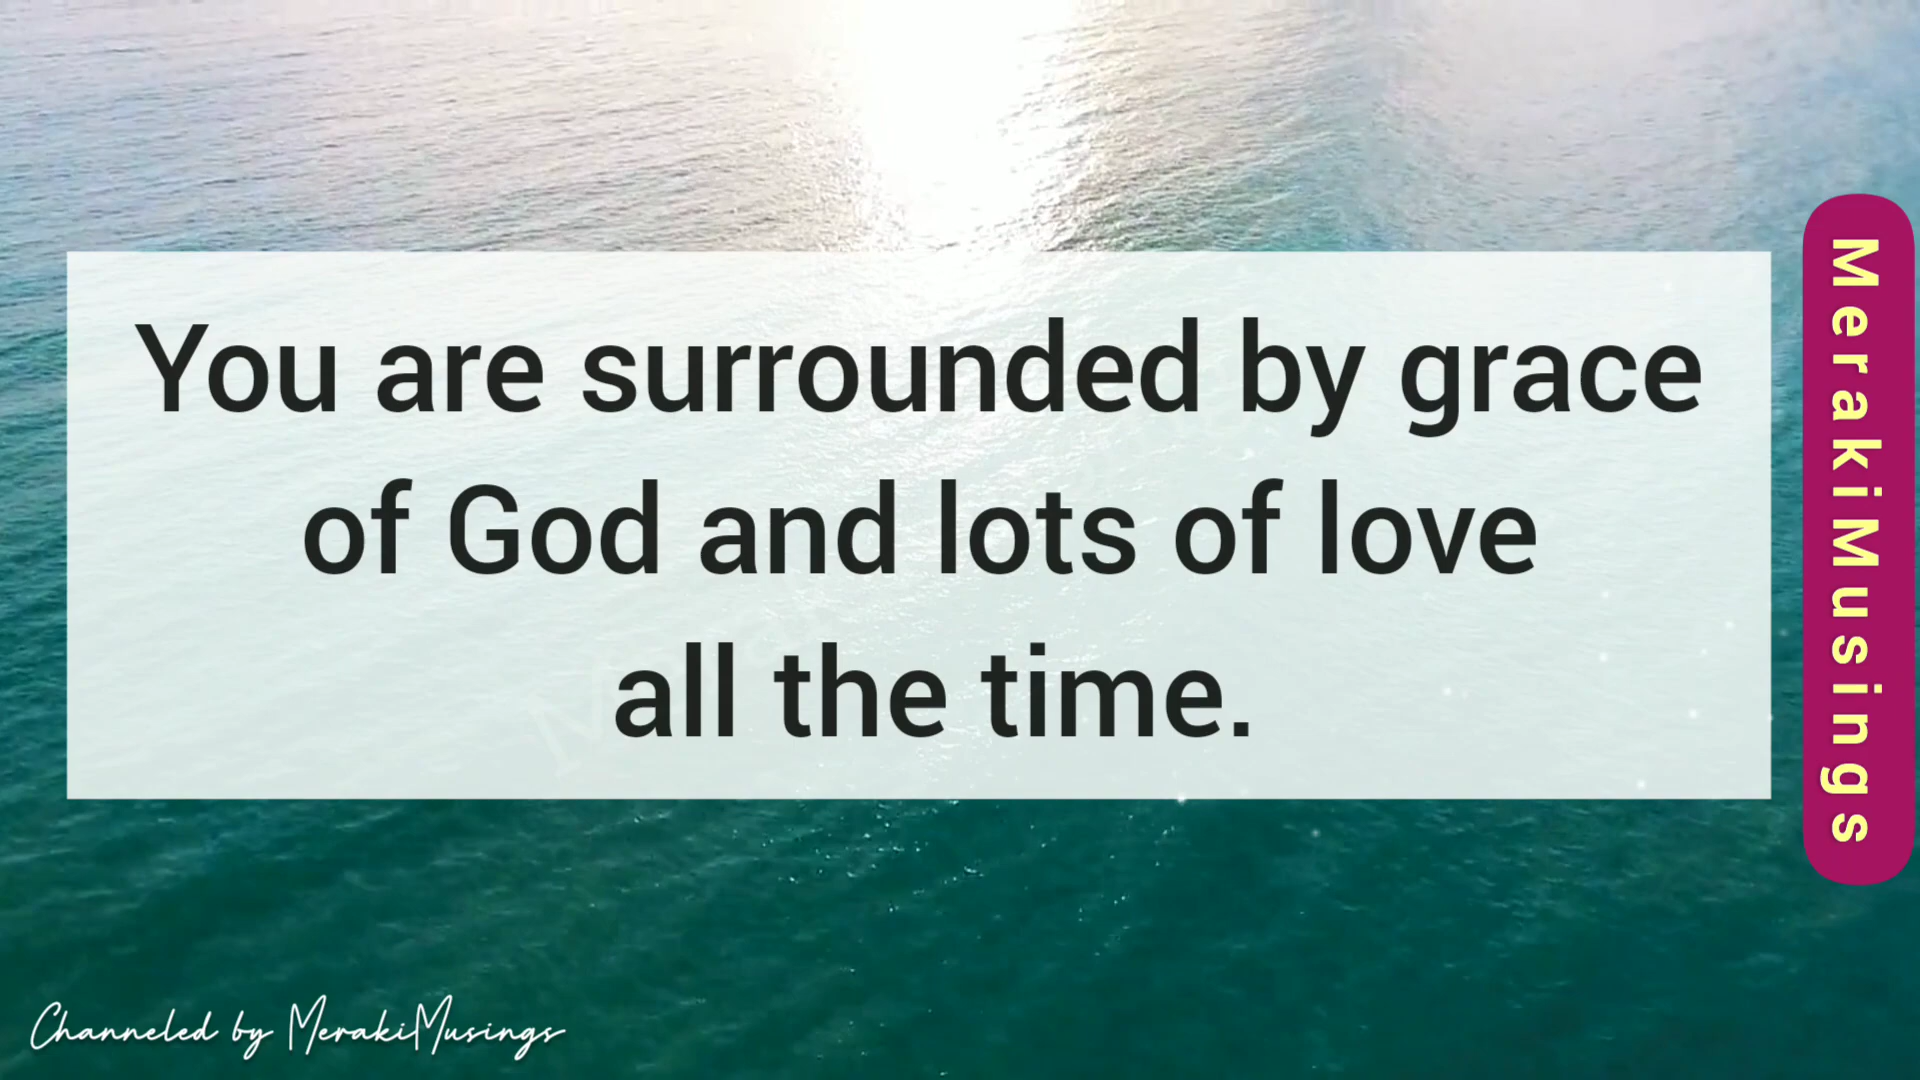 You are surrounded by grace
of God and lots of love
all the time.
MerakiMusings
Channeled by MerakiMusings